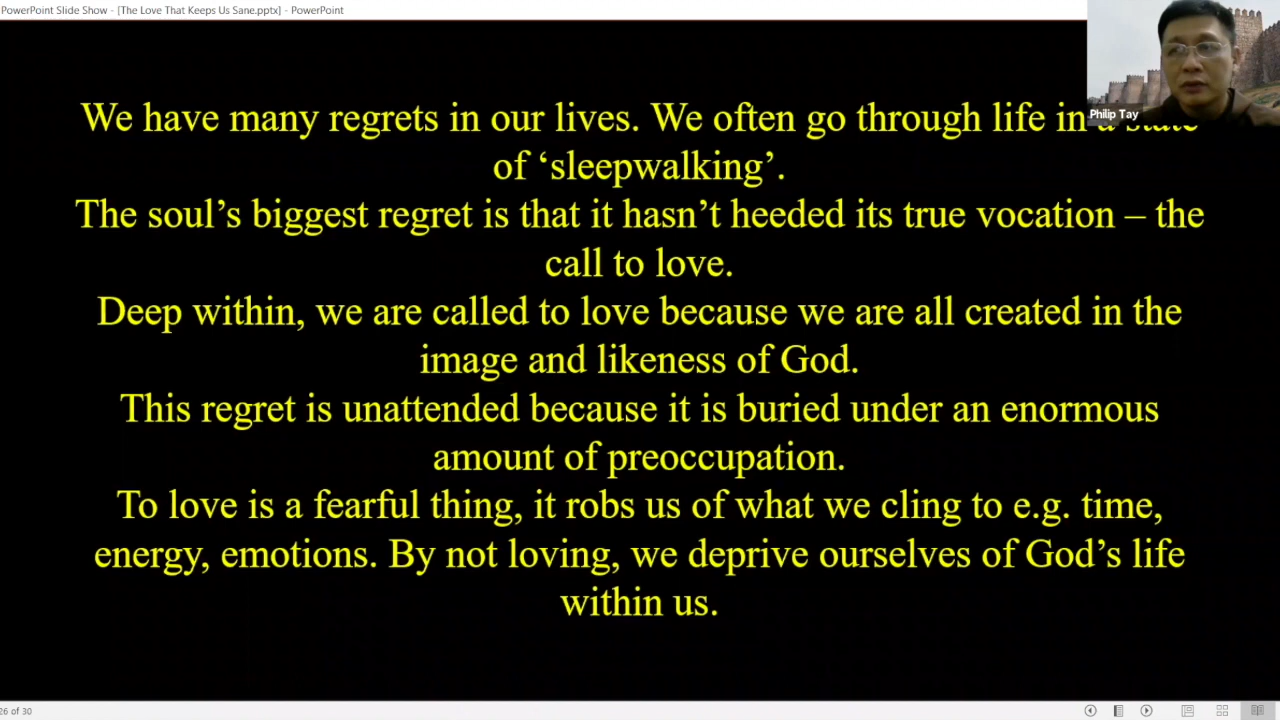 PowerPoint Slide Show - [The Love That Keeps Us Sane.pptx] - PowerPoint
Philip Tay
We have many regrets in our lives. We often go through life in a state
of ‘sleepwalking’.
The soul’s biggest regret is that it hasn’t heeded its true vocation – the
call to love.
Deep within, we are called to love because we are all created in the
image and likeness of God.
This regret is unattended because it is buried under an enormous
amount of preoccupation.
To love is a fearful thing, it robs us of what we cling to e.g. time,
energy, emotions. By not loving, we deprive ourselves of God’s life
within us.
26 of 30